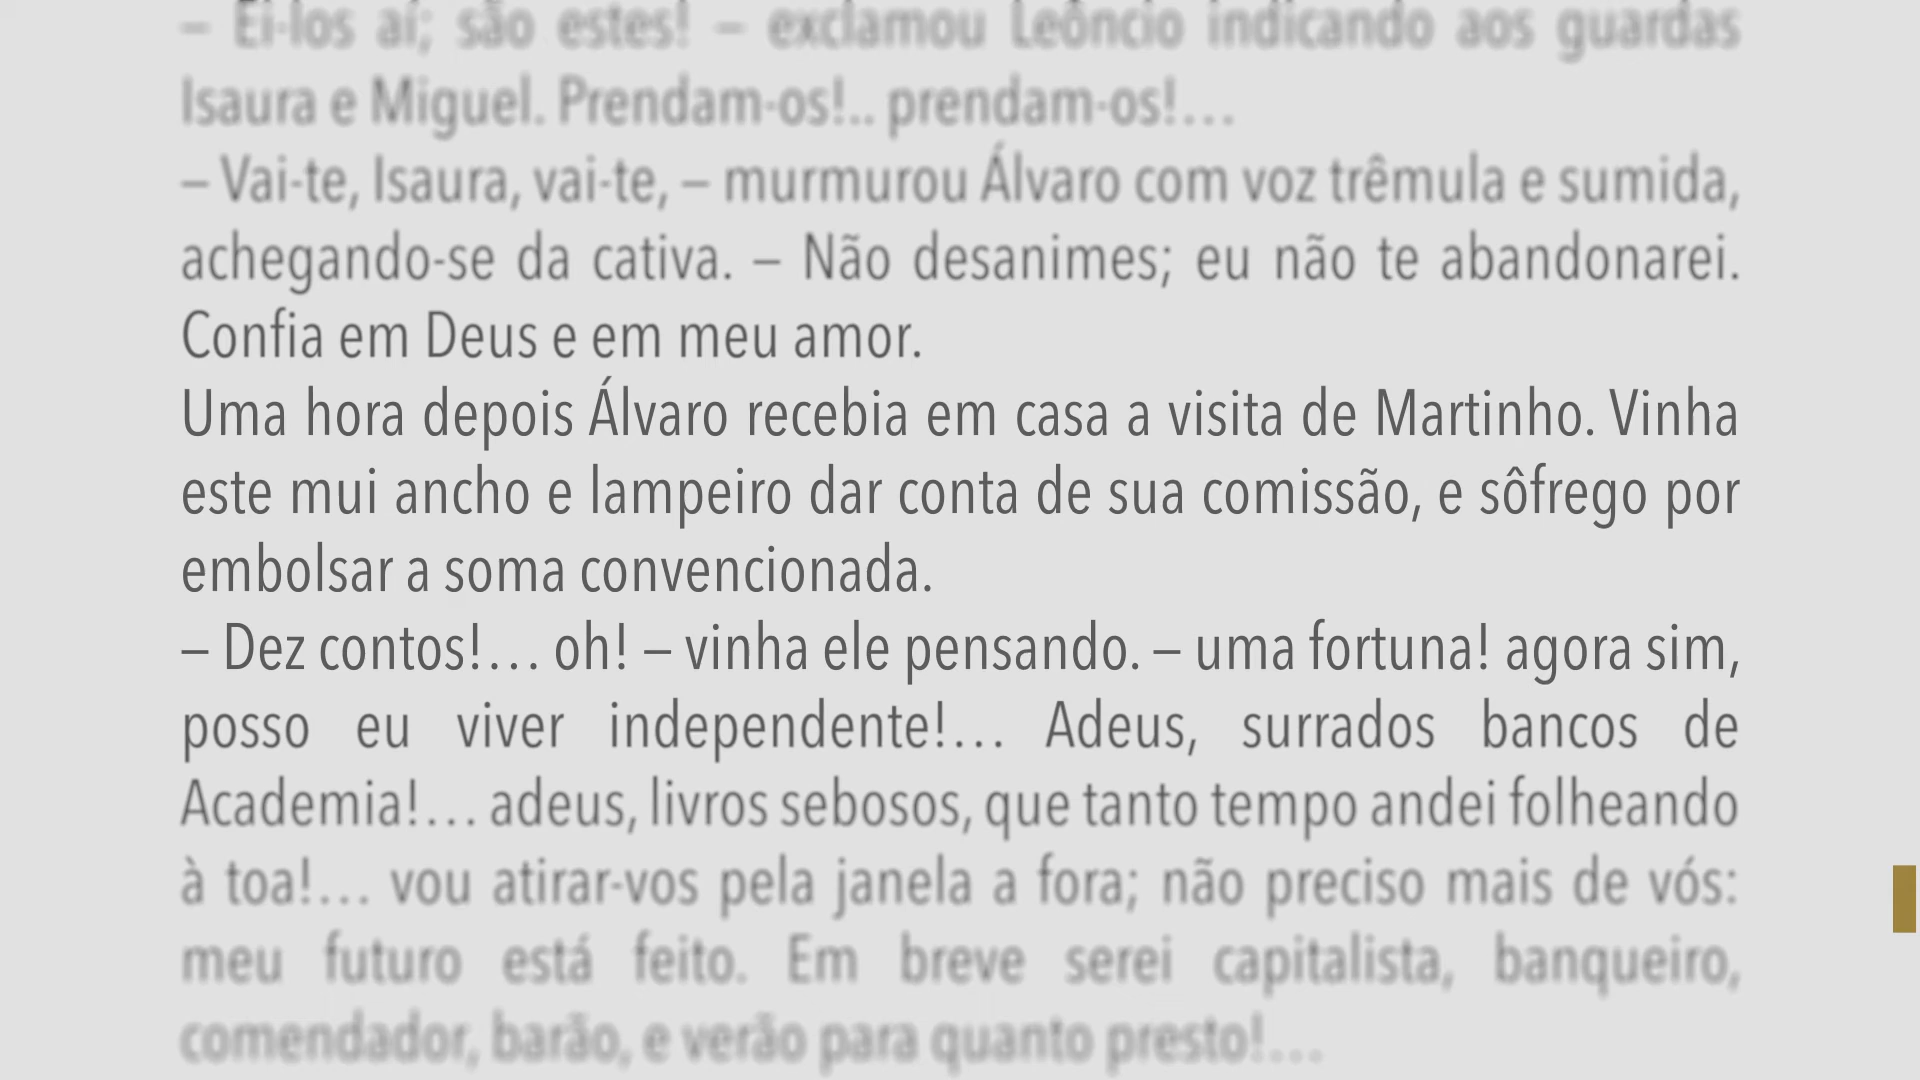 – Ei-los aí; são estes! – exclamou Leôncio indicando aos guardas
Isaura e Miguel. Prendam-os!.. prendam-os!…
– Vai-te, Isaura, vai-te, – murmurou Álvaro com voz trêmula e sumida,
achegando-se da cativa. – Não desanimes; eu não te abandonarei.
Confia em Deus e em meu amor.
Uma hora depois Álvaro recebia em casa a visita de Martinho. Vinha
este mui ancho e lampeiro dar conta de sua comissão, e sôfrego por
embolsar a soma convencionada.
– Dez contos!… oh! – vinha ele pensando. – uma fortuna! agora sim,
posso eu viver independente!… Adeus, surrados bancos de
Academia!… adeus, livros sebosos, que tanto tempo andei folheando
à toa!… vou atirar-vos pela janela a fora; não preciso mais de vós:
meu futuro está feito. Em breve serei capitalista, banqueiro,
comendador, barão, e verão para quanto presto!…